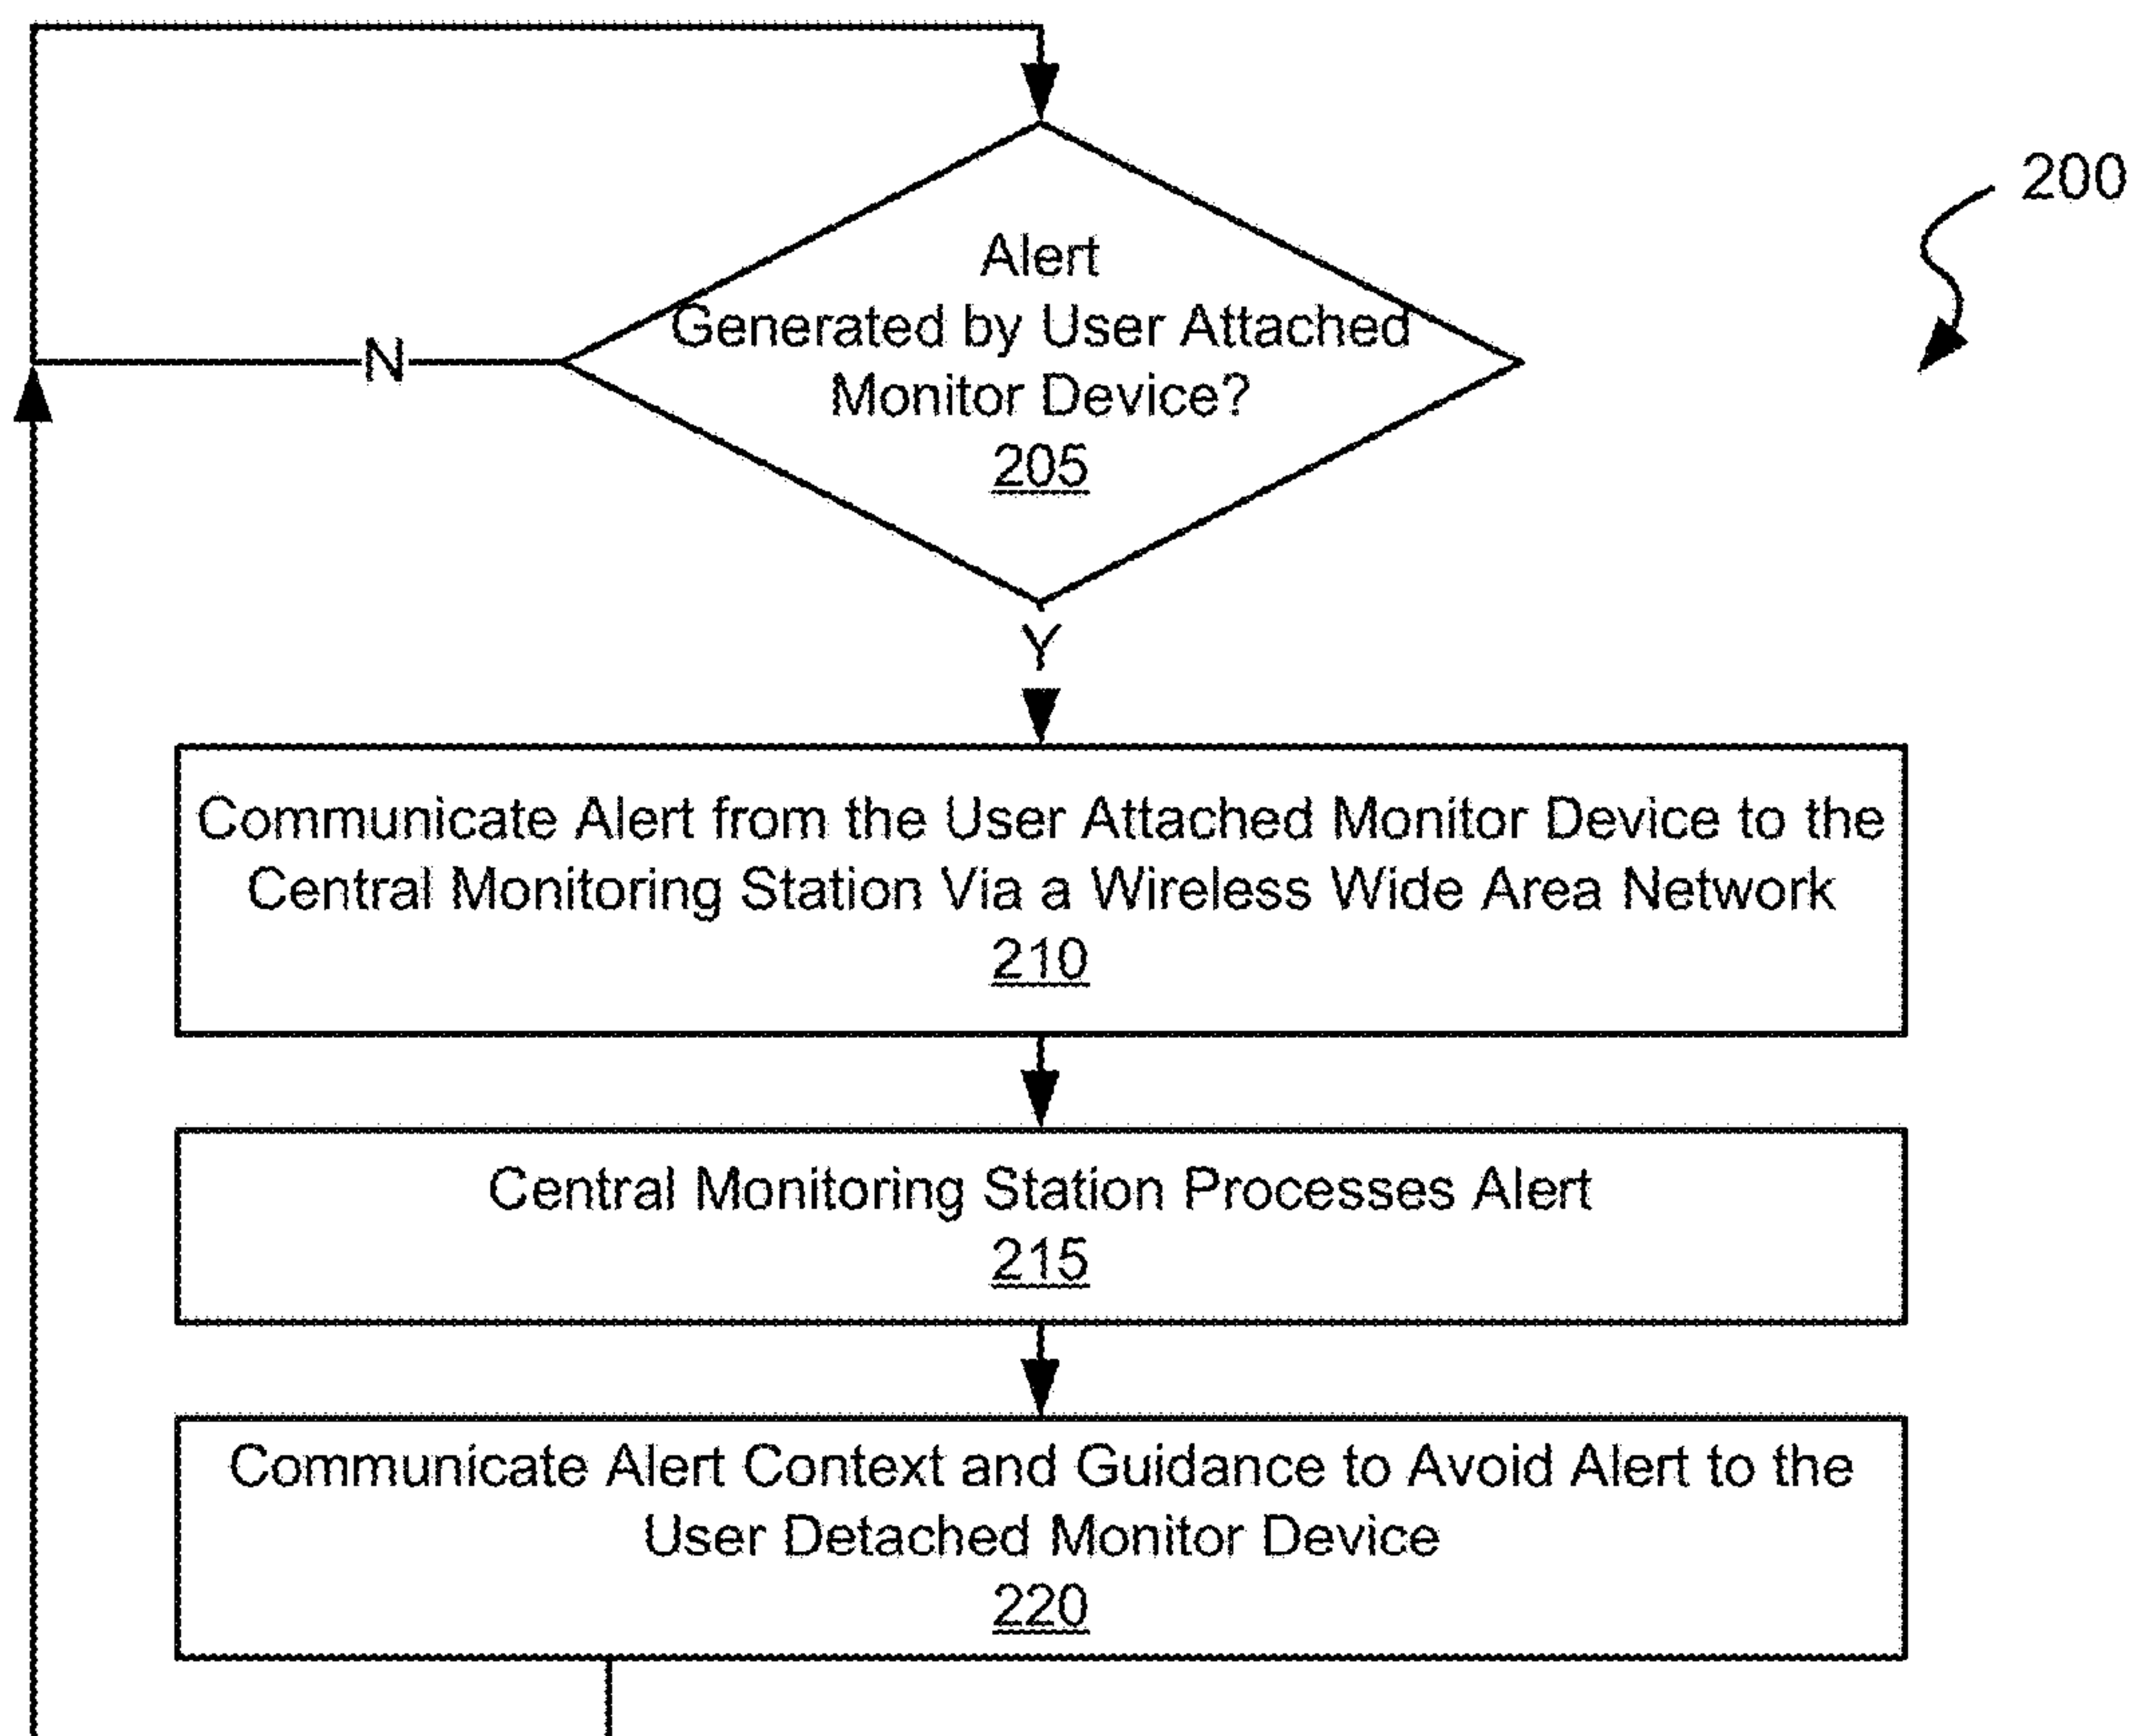 200
Alert
Generated by User Attached
Monitor Device?
205
N
Y
Communicate Alert from the User Attached Monitor Device to the
Central Monitoring Station Via a Wireless Wide Area Network
210
Central Monitoring Station Processes Alert
215
Communicate Alert Context and Guidance to Avoid Alert to the
User Detached Monitor Device
220